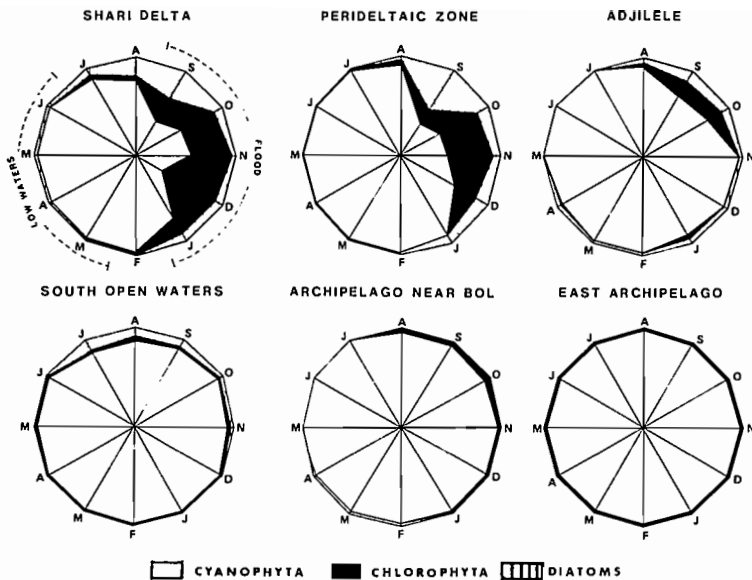 SHARI DELTA
PERIDELTAIC ZONE
ADJILELE
A S O N D J F M A M J J
LOW WATERS
FLOOD
A S O N D J F M A M J J
A S O N D J F M A M J J
SOUTH OPEN WATERS
ARCHIPELAGO NEAR BOL
EAST ARCHIPELAGO
A S O N D J F M A M J J
A S O N D J F M A M J J
A S O N D J F M A M J J
CYANOPHYTA CHLOROPHYTA DIATOMS